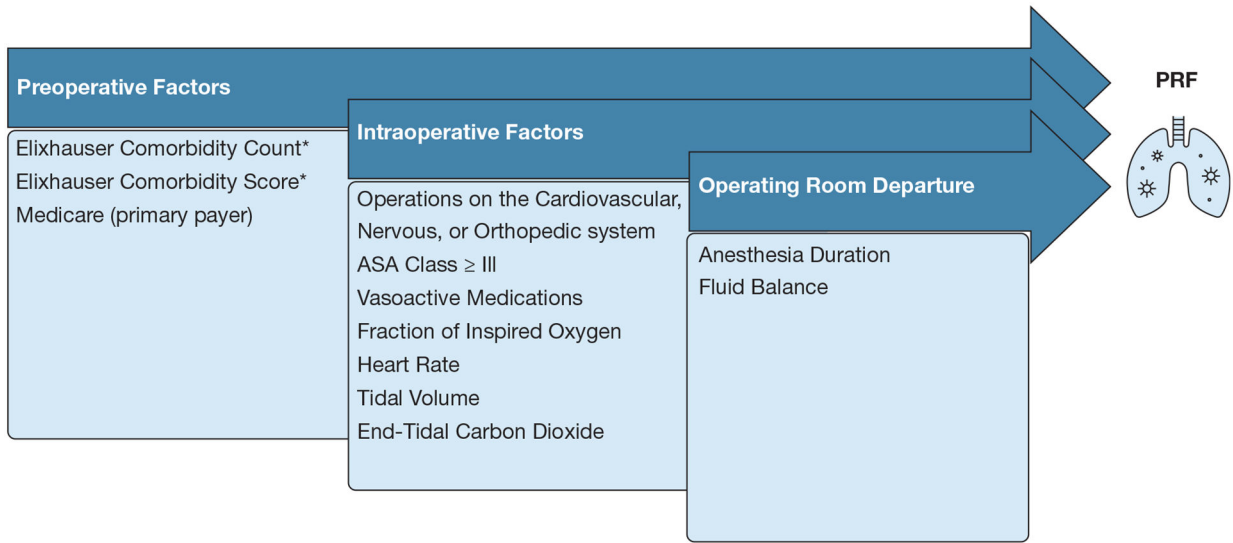 Preoperative Factors
Elixhauser Comorbidity Count*
Elixhauser Comorbidity Score*
Medicare (primary payer)
Intraoperative Factors
Operations on the Cardiovascular,
Nervous, or Orthopedic system
ASA Class ≥ III
Vasoactive Medications
Fraction of Inspired Oxygen
Heart Rate
Tidal Volume
End-Tidal Carbon Dioxide
Operating Room Departure
Anesthesia Duration
Fluid Balance
PRF